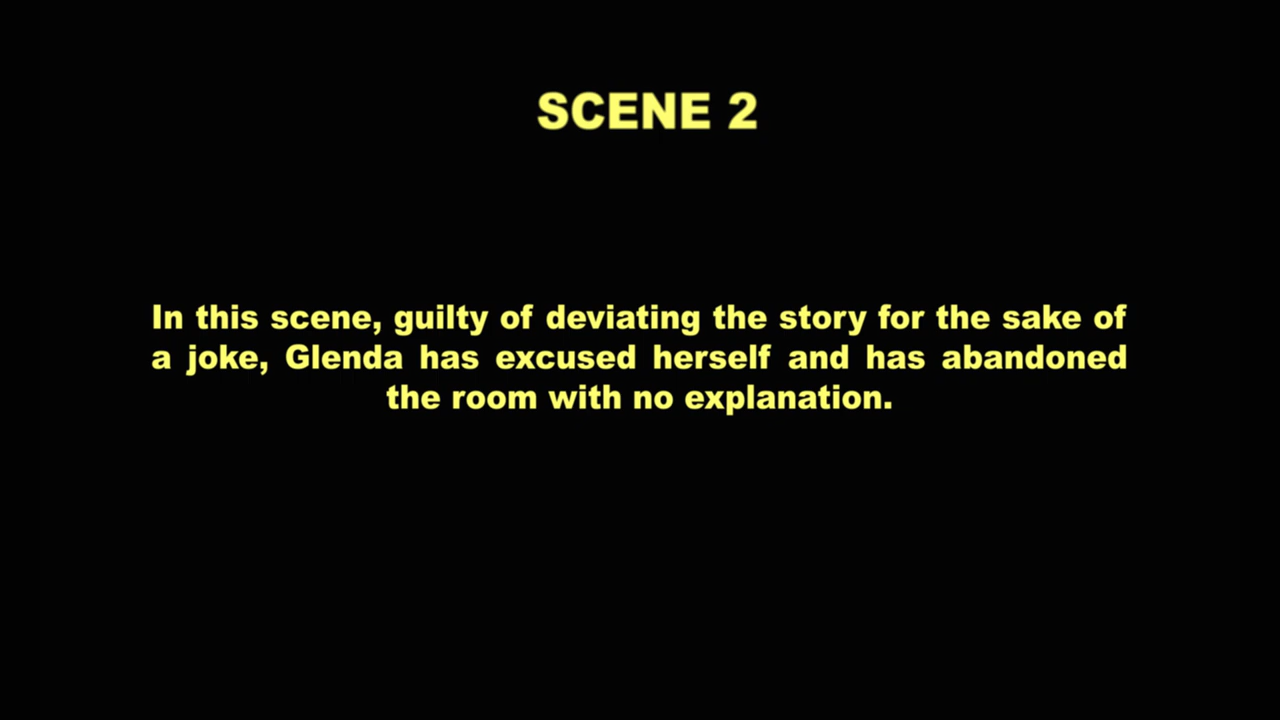 SCENE 2
In this scene, guilty of deviating the story for the sake of
a joke, Glenda has excused herself and has abandoned
the room with no explanation.